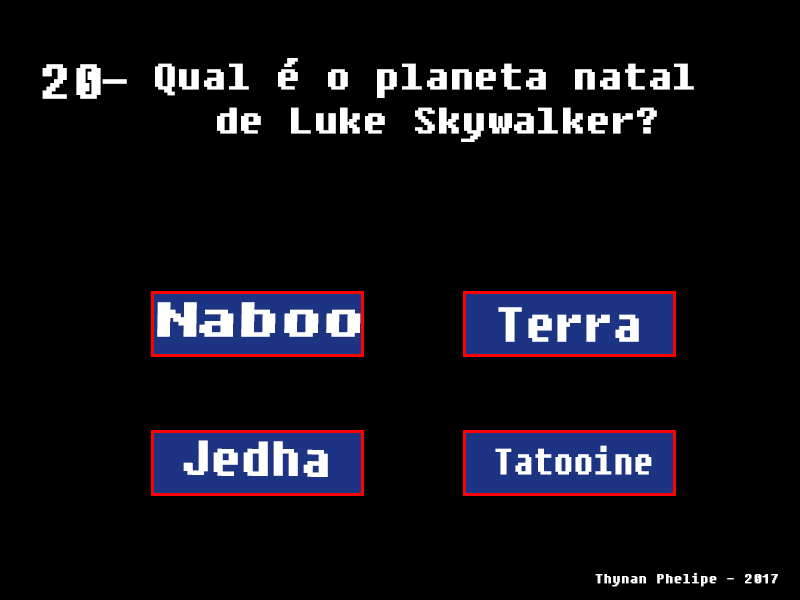 20- Qual é o planeta natal
de Luke Skywalker?
Naboo
Terra
Jedha
Tatooine
Thynan Phelipe - 2017